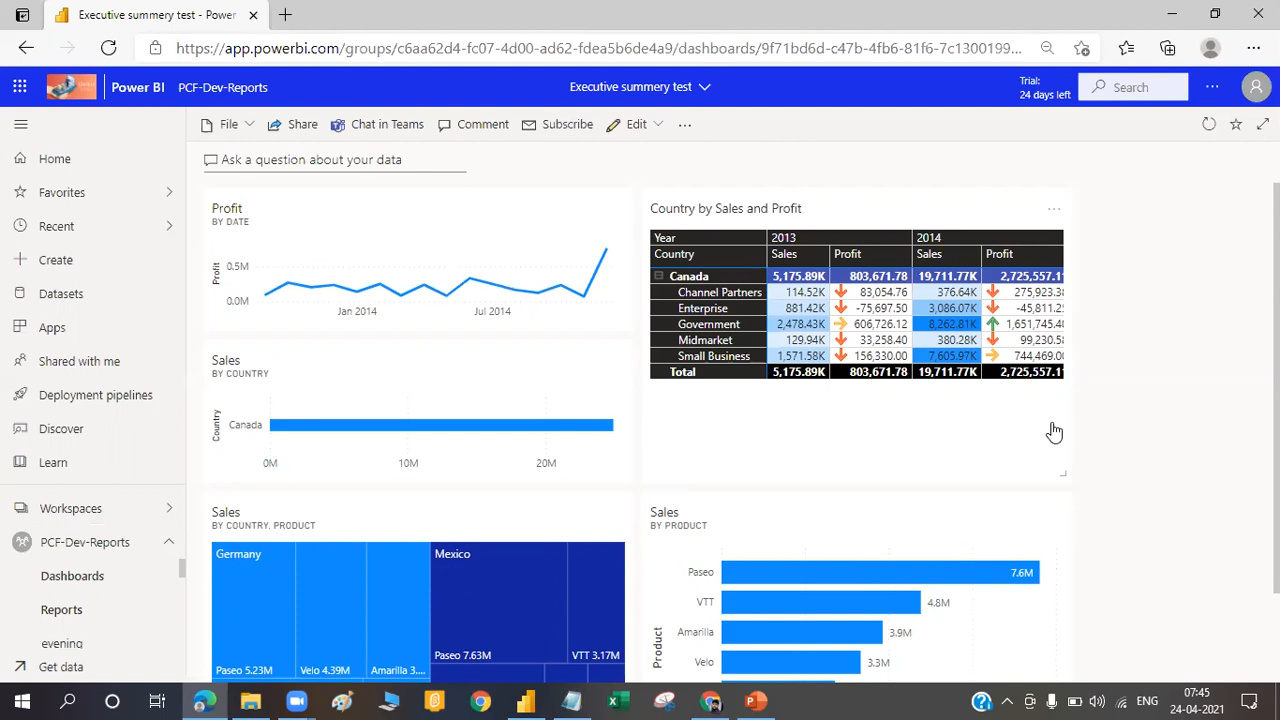 Executive summery test - Power
https://app.powerbi.com/groups/c6aa62d4-fc07-4d00-ad62-fdea5b6de4a9/dashboards/9f71bd6d-c47b-4fb6-81f6-7c1300199...
Power BI PCF-Dev-Reports
Executive summery test
Trial:
24 days left
Search
File Share Chat in Teams Comment Subscribe Edit
Home
Favorites
Recent
Create
Datasets
Apps
Shared with me
Deployment pipelines
Discover
Learn
Workspaces
PCF-Dev-Reports
Dashboards
Reports
evening
Get data
Ask a question about your data
Profit
BY DATE
Profit
0.5M
0.0M
Jan 2014 Jul 2014
Country by Sales and Profit
Year 2013 2014
Country Sales Profit Sales Profit
Canada 5,175.89K 803,671.78 19,711.77K 2,725,557.1
Channel Partners 114.52K 83,054.76 376.64K 275,923.3
Enterprise 881.42K -75,697.50 3,086.07K -45,811.2
Government 2,478.43K 606,726.12 8,262.81K 1,651,745.4
Midmarket 129.94K 33,258.40 380.28K 99,230.5
Small Business 1,571.58K 156,330.00 7,605.97K 744,469.0
Total 5,175.89K 803,671.78 19,711.77K 2,725,557.1
Sales
BY COUNTRY
Country
Canada
0M 10M 20M
Sales
BY COUNTRY, PRODUCT
Germany Mexico
Paseo 5.23M Velo 4.39M Amarilla 3.... Paseo 7.63M VTT 3.17M
Sales
BY PRODUCT
Product
Paseo 7.6M
VTT 4.8M
Amarilla 3.9M
Velo 3.3M
ENG
07:45
24-04-2021